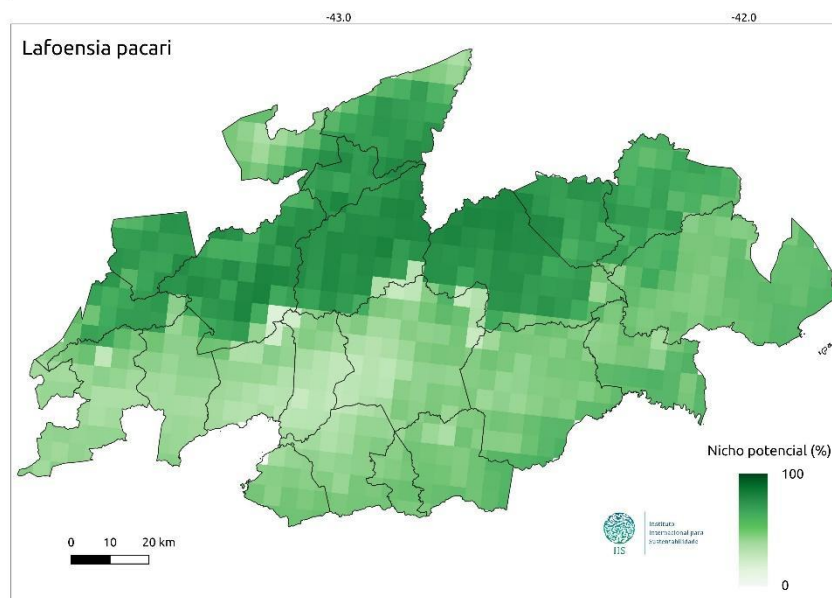 -43.0
-42.0
Lafoensia pacari
Nicho potencial (%)
100
0
0 10 20 km
IIS
Instituto
Internacional para
Sustentabilidade